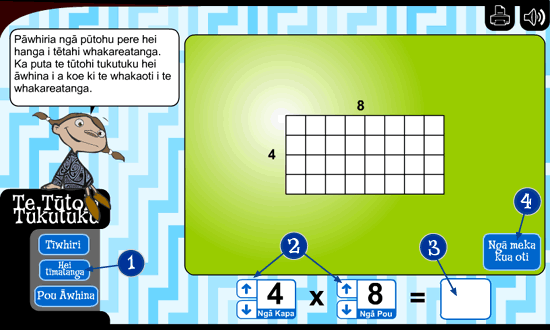 Pāwhiria ngā pūtohu pere hei
hanga i tētahi whakareatanga.
Ka puta te tūtohi tukutuku hei
āwhina i a koe ki te whakaoti i te
whakareatanga.
8
4
Te Tūtohi
Tukutuku
Tīwhiri
Hei
tīmatanga
Pou Āwhina
1
2
3
4
Ngā meka
kua oti
4 x 8 =
Ngā Kapa
Ngā Pou